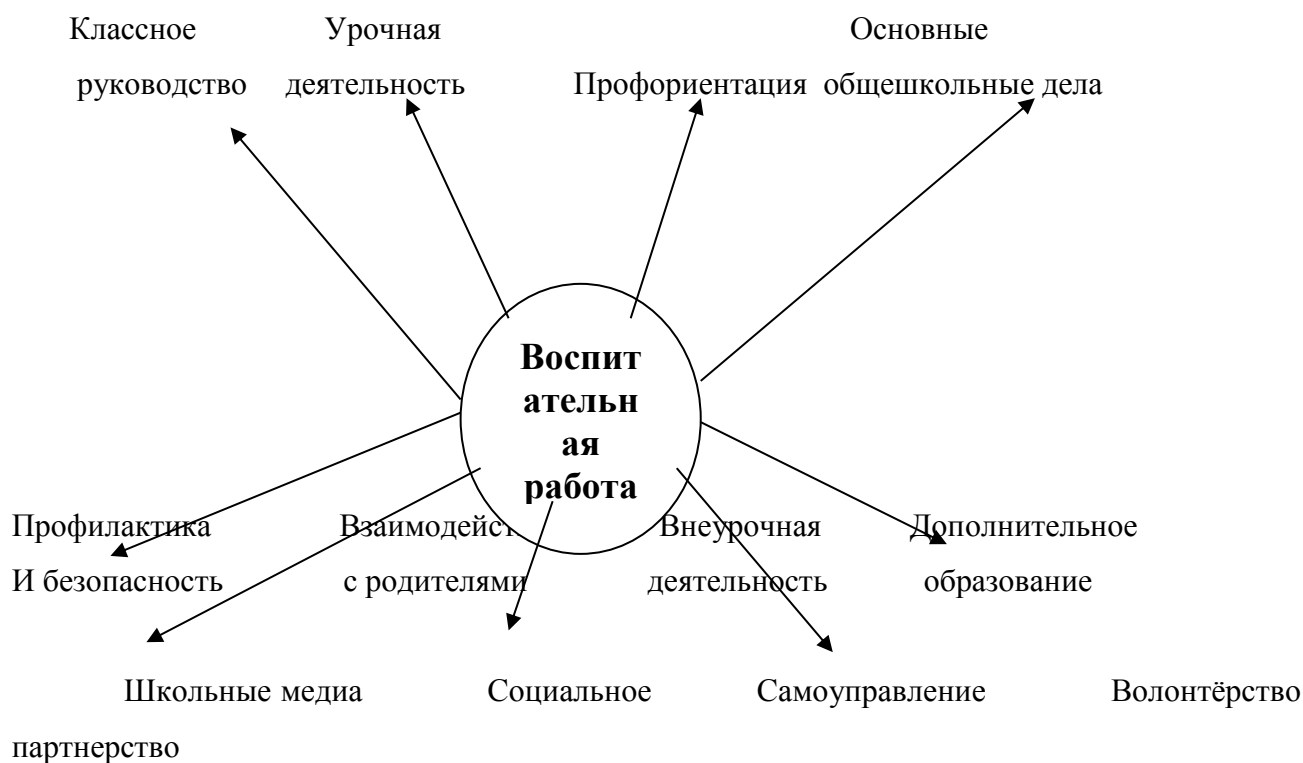 Классное Урочная Основные
руководство деятельность Профориентация общешкольные дела
Воспит
ательн
ая
работа
Профилактика Взаимодейст Внеурочная Дополнительное
И безопасность с родителями деятельность образование
Школьные медиа Социальное Самоуправление Волонтёрство
партнерство